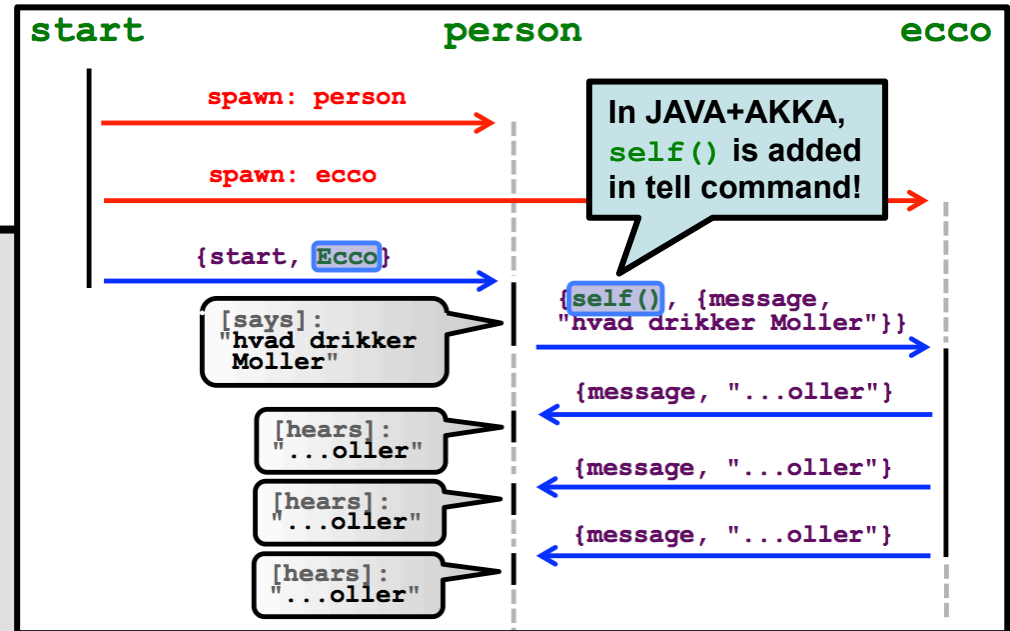 start person ecco
spawn: person
In JAVA+AKKA,
self() is added
in tell command!
spawn: ecco
{start, Ecco}
{self(), {message,
"hvad drikker Moller"}}
[says]:
"hvad drikker
Moller"
{message, "...oller"}
[hears]:
"...oller"
{message, "...oller"}
[hears]:
"...oller"
{message, "...oller"}
[hears]:
"...oller"